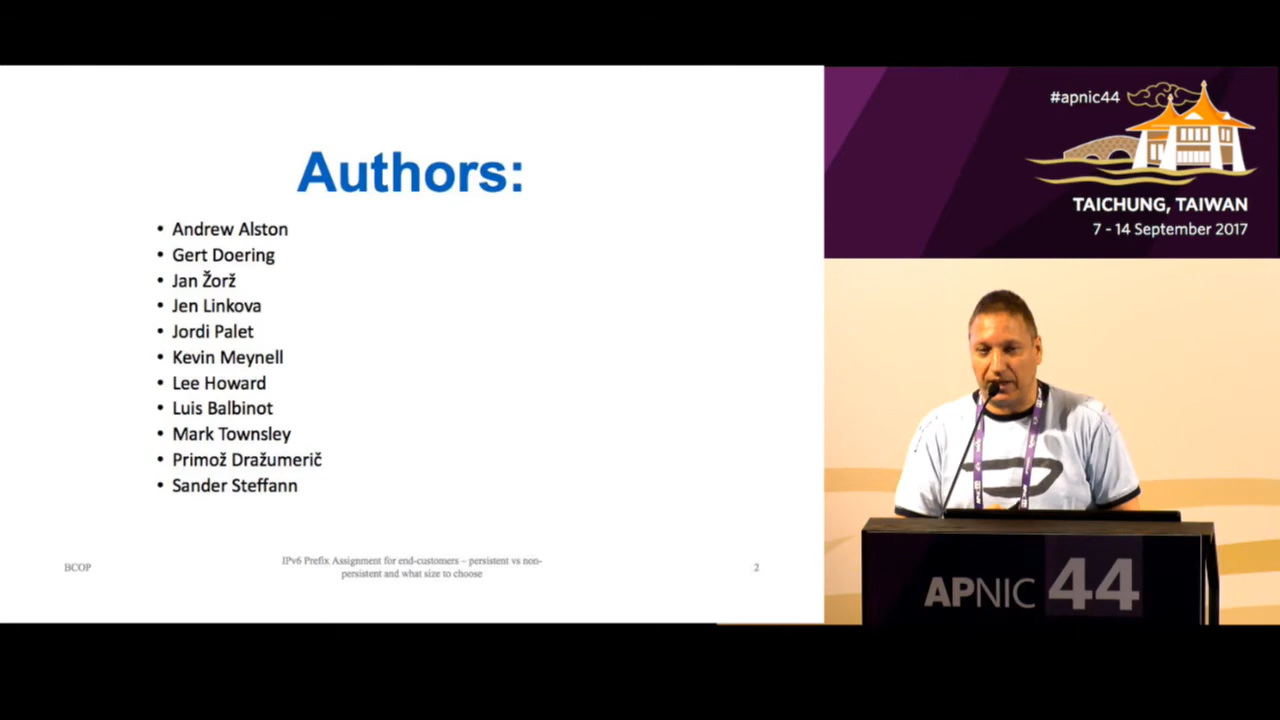 Authors:
• Andrew Alston
• Gert Doering
• Jan Žorž
• Jen Linkova
• Jordi Palet
• Kevin Meynell
• Lee Howard
• Luis Balbinot
• Mark Townsley
• Primož Dražumerič
• Sander Steffann
BCOP
IPv6 Prefix Assignment for end-customers – persistent vs non-
persistent and what size to choose
2
#apnic44
TAICHUNG, TAIWAN
7 - 14 September 2017
APNIC 44